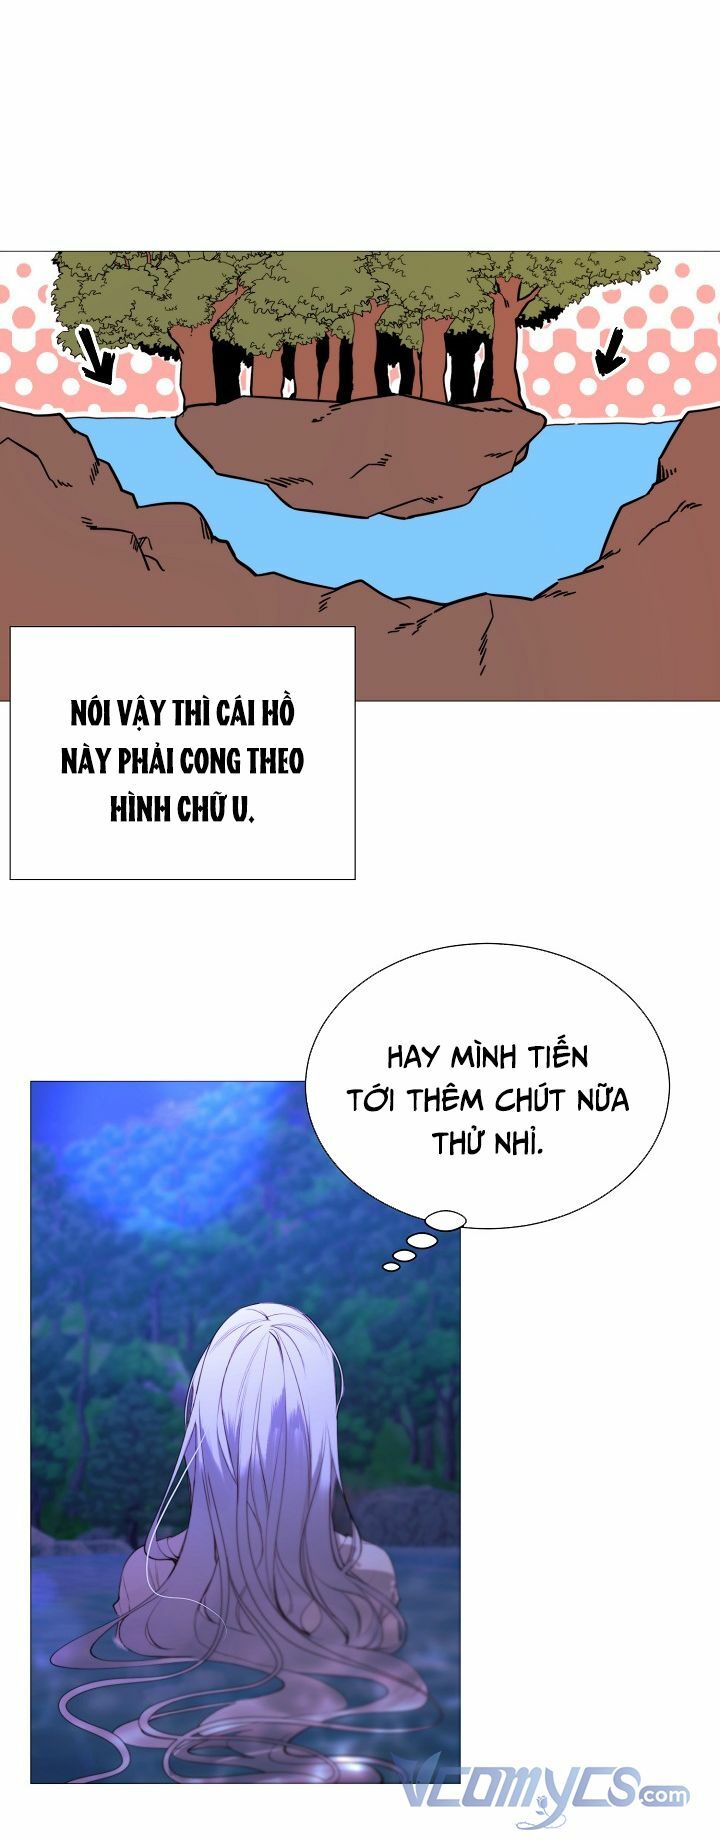 NÓI VẬY THÌ CÁI HỒ
NÀY PHẢI CONG THEO
HÌNH CHỮ U.
HAY MÌNH TIẾN
TỚI THÊM CHÚT NỮA
THỬ NHỈ.
VCOMYCS.com